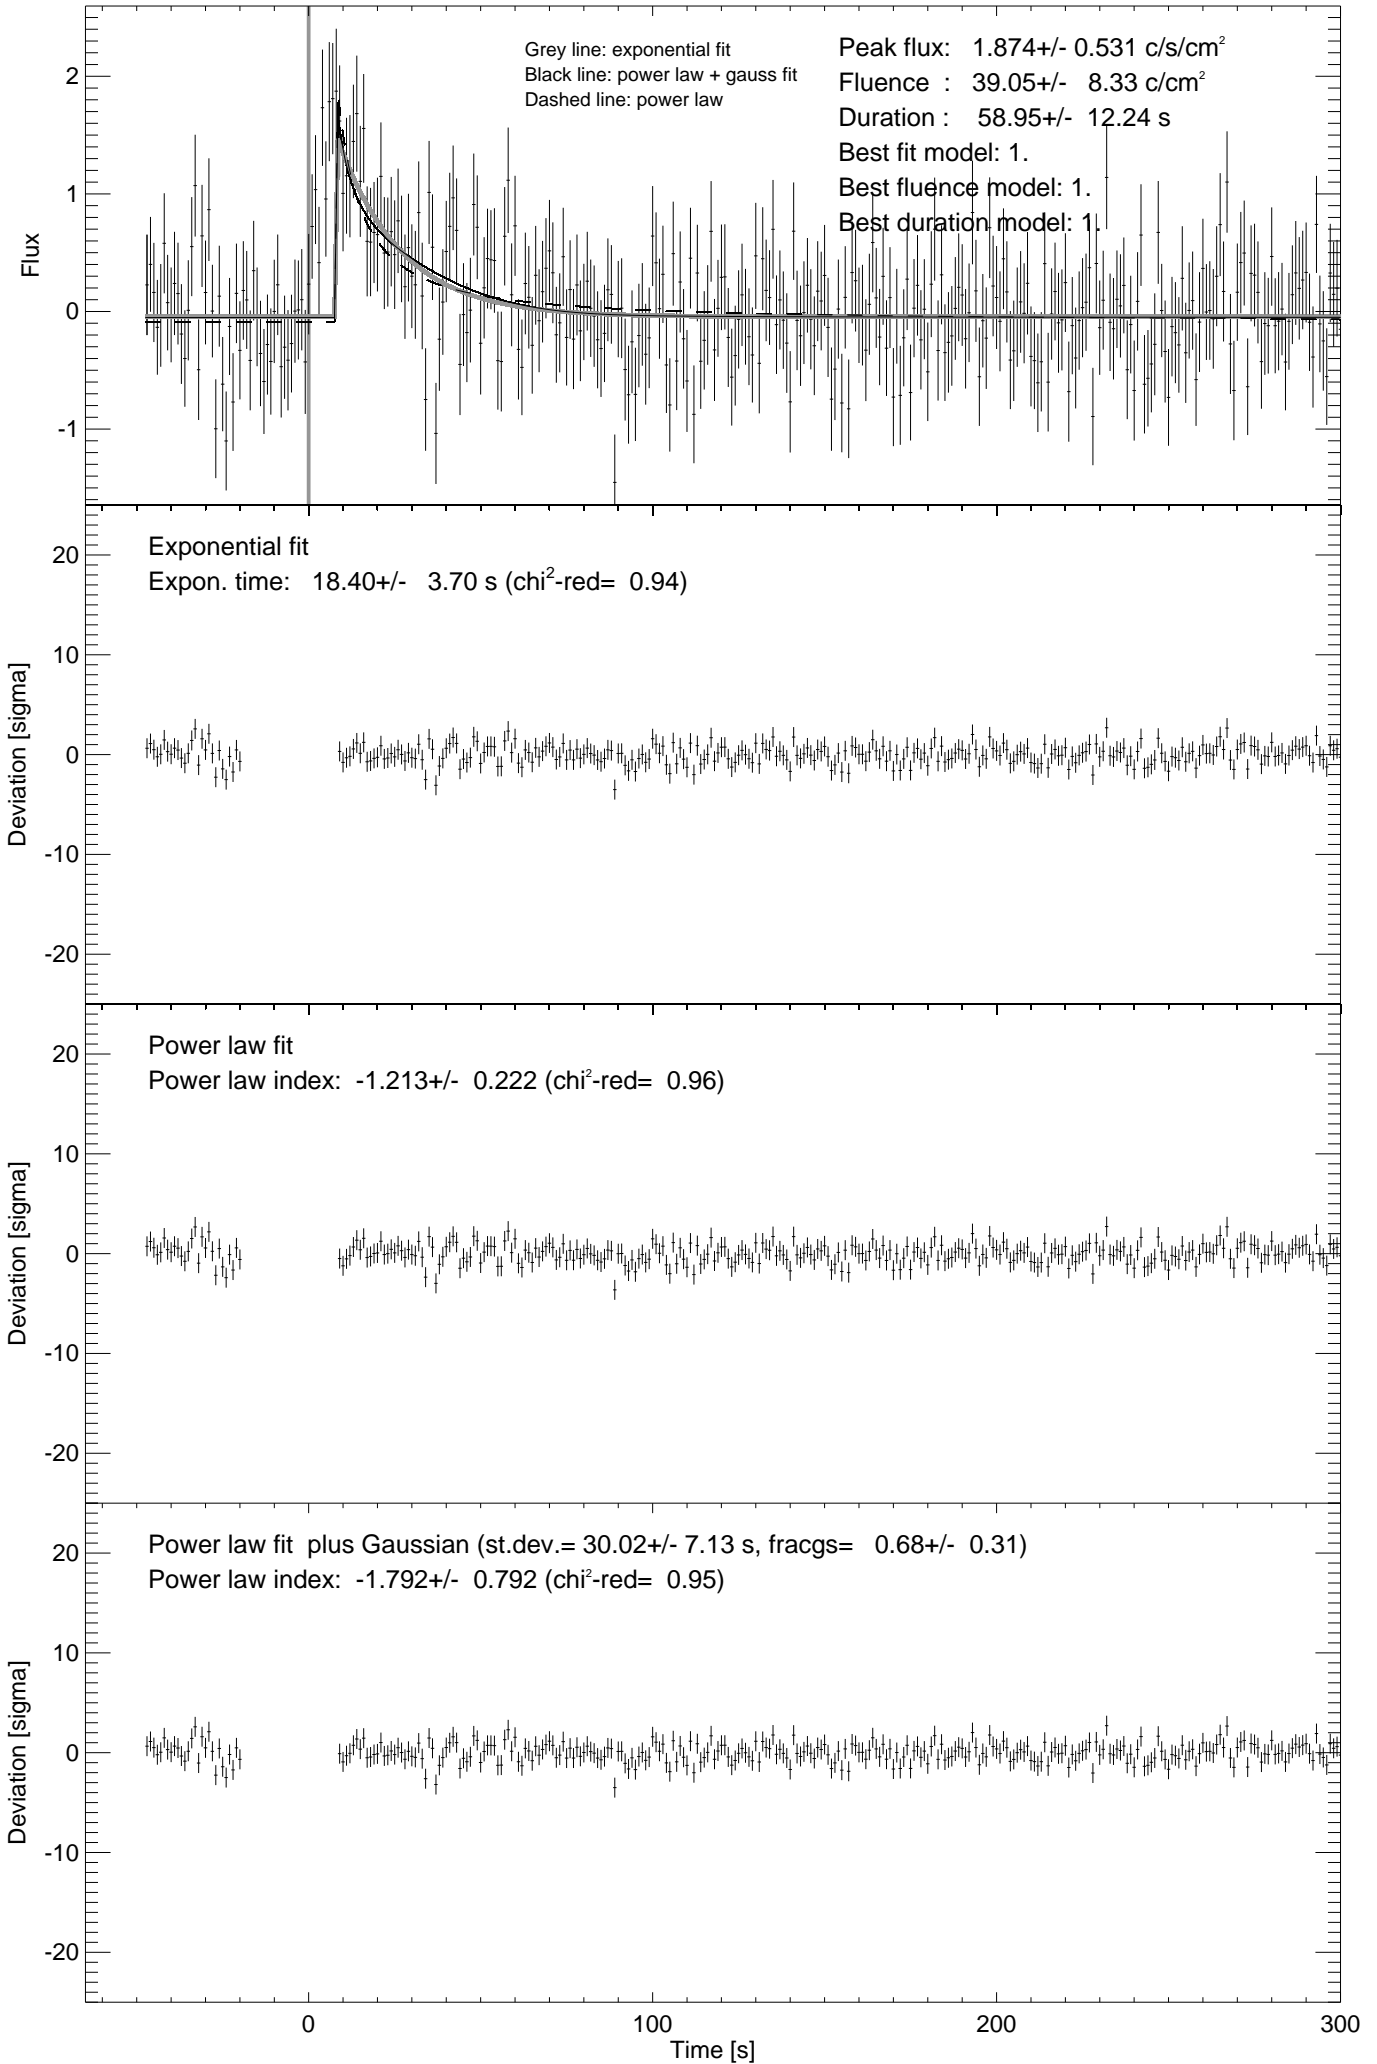 Grey line: exponential fit
Black line: power law + gauss fit
Dashed line: power law
Peak flux: 1.874+/- 0.531 c/s/cm²
Fluence : 39.05+/- 8.33 c/cm²
Duration : 58.95+/- 12.24 s
Best fit model: 1.
Best fluence model: 1.
Best duration model: 1.
2
1
0
-1
Flux
Exponential fit
Expon. time: 18.40+/- 3.70 s (chi²-red= 0.94)
20
10
0
-10
-20
Deviation [sigma]
Power law fit
Power law index: -1.213+/- 0.222 (chi²-red= 0.96)
20
10
0
-10
-20
Deviation [sigma]
Power law fit plus Gaussian (st.dev.= 30.02+/- 7.13 s, fracgs= 0.68+/- 0.31)
Power law index: -1.792+/- 0.792 (chi²-red= 0.95)
20
10
0
-10
-20
Deviation [sigma]
0 100 200 300
Time [s]